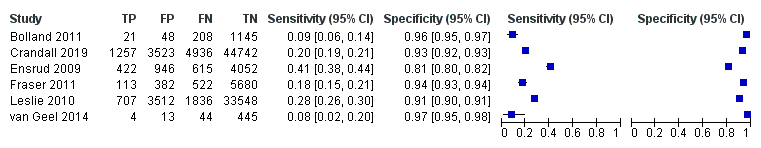 Study TP FP FN TN Sensitivity (95% CI) Specificity (95% CI) Sensitivity (95% CI) Specificity (95% CI)
Bolland 2011 21 48 208 1145 0.09 [0.06, 0.14] 0.96 [0.95, 0.97]
Crandall 2019 1257 3523 4936 44742 0.20 [0.19, 0.21] 0.93 [0.92, 0.93]
Ensrud 2009 422 946 615 4052 0.41 [0.38, 0.44] 0.81 [0.80, 0.82]
Fraser 2011 113 382 522 5680 0.18 [0.15, 0.21] 0.94 [0.93, 0.94]
Leslie 2010 707 3512 1836 33548 0.28 [0.26, 0.30] 0.91 [0.90, 0.91]
van Geel 2014 4 13 44 445 0.08 [0.02, 0.20] 0.97 [0.95, 0.98]
0 0.2 0.4 0.6 0.8 1 0 0.2 0.4 0.6 0.8 1